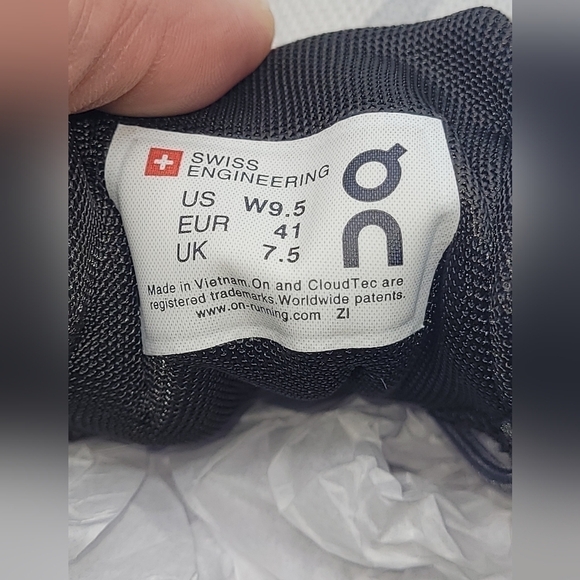 SWISS
ENGINEERING
US W9.5
EUR 41
UK 7.5
On
Made in Vietnam.On and CloudTec are
registered trademarks.Worldwide patents.
www.on-running.com ZI